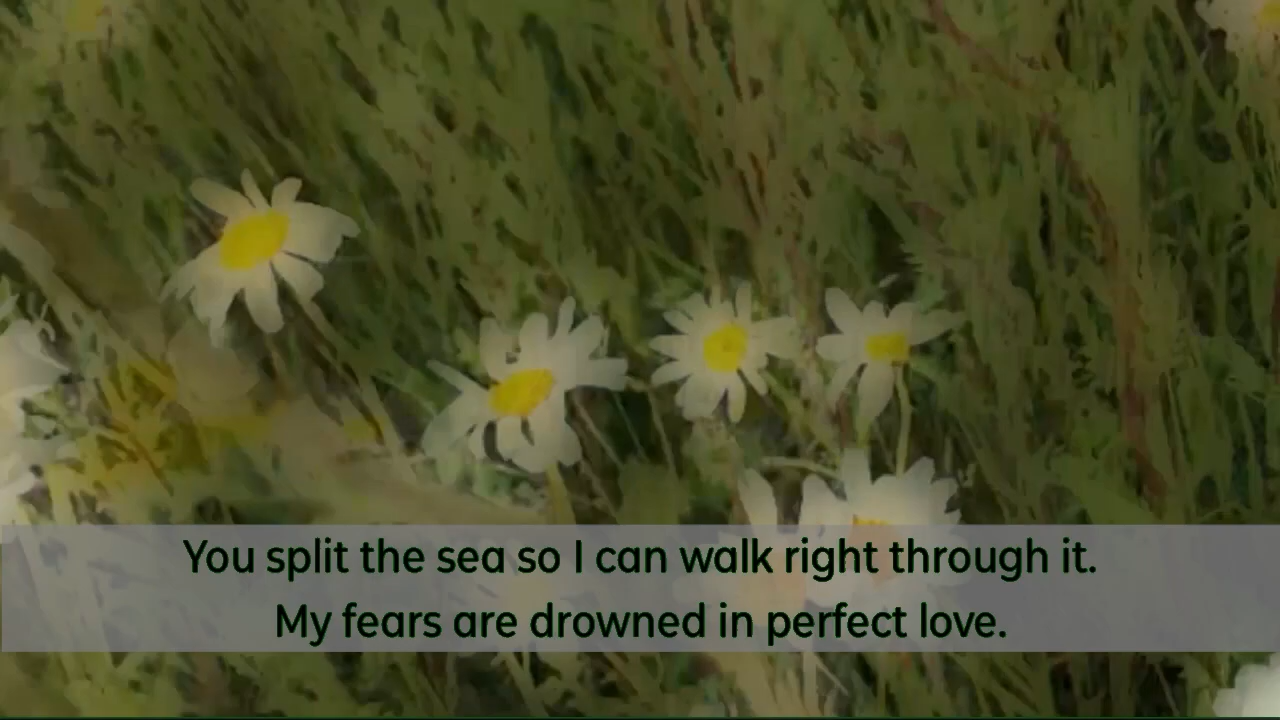 You split the sea so I can walk right through it.
My fears are drowned in perfect love.